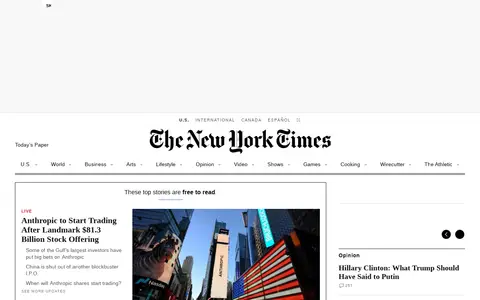 U.S. INTERNATIONAL CANADA ESPAÑOL
Today's Paper
The New York Times
U.S. World Business Arts Lifestyle Opinion Video Shows Games Cooking Wirecutter The Athletic
These top stories are free to read.
LIVE
Anthropic to Start Trading
After Landmark $81.3
Billion Stock Offering
Some of the Gulf's largest investors have
put big bets on Anthropic
China is shut out of another blockbuster
I.P.O.
When will Anthropic shares start trading?
SEE MORE UPDATES
Nasdaq
Opinion
Hillary Clinton: What Trump Should
Have Said to Putin